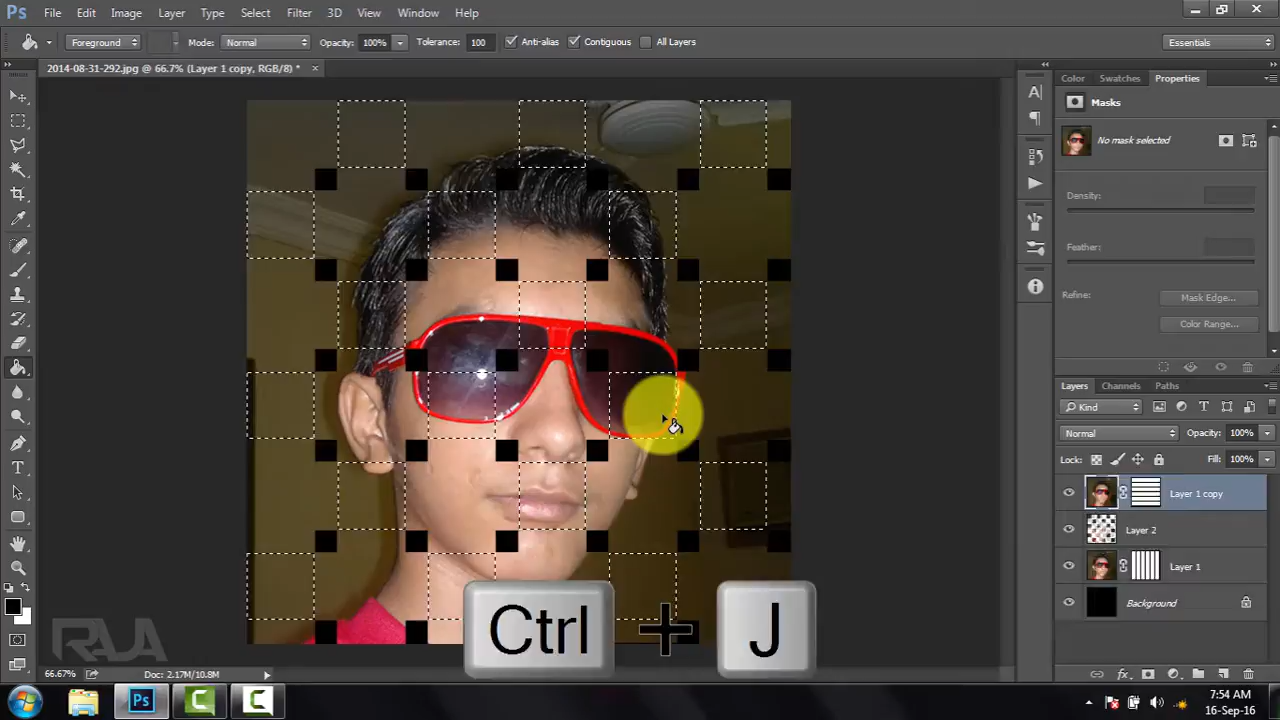 Ps File Edit Image Layer Type Select Filter 3D View Window Help
Foreground Mode: Normal Opacity: 100% Tolerance: 100 Anti-alias Contiguous All Layers Essentials
2014-08-31-292.jpg @ 66.7% (Layer 1 copy, RGB/8) *
Color Swatches Properties
Masks
No mask selected
Density:
Feather:
Refine: Mask Edge...
Color Range...
Layers Channels Paths
Kind
Normal Opacity: 100%
Lock: Fill: 100%
Layer 1 copy
Layer 2
Layer 1
Background
Ctrl + J
RAJA
66.67% Doc: 2.17M/10.8M
Ps
7:54 AM
16-Sep-16